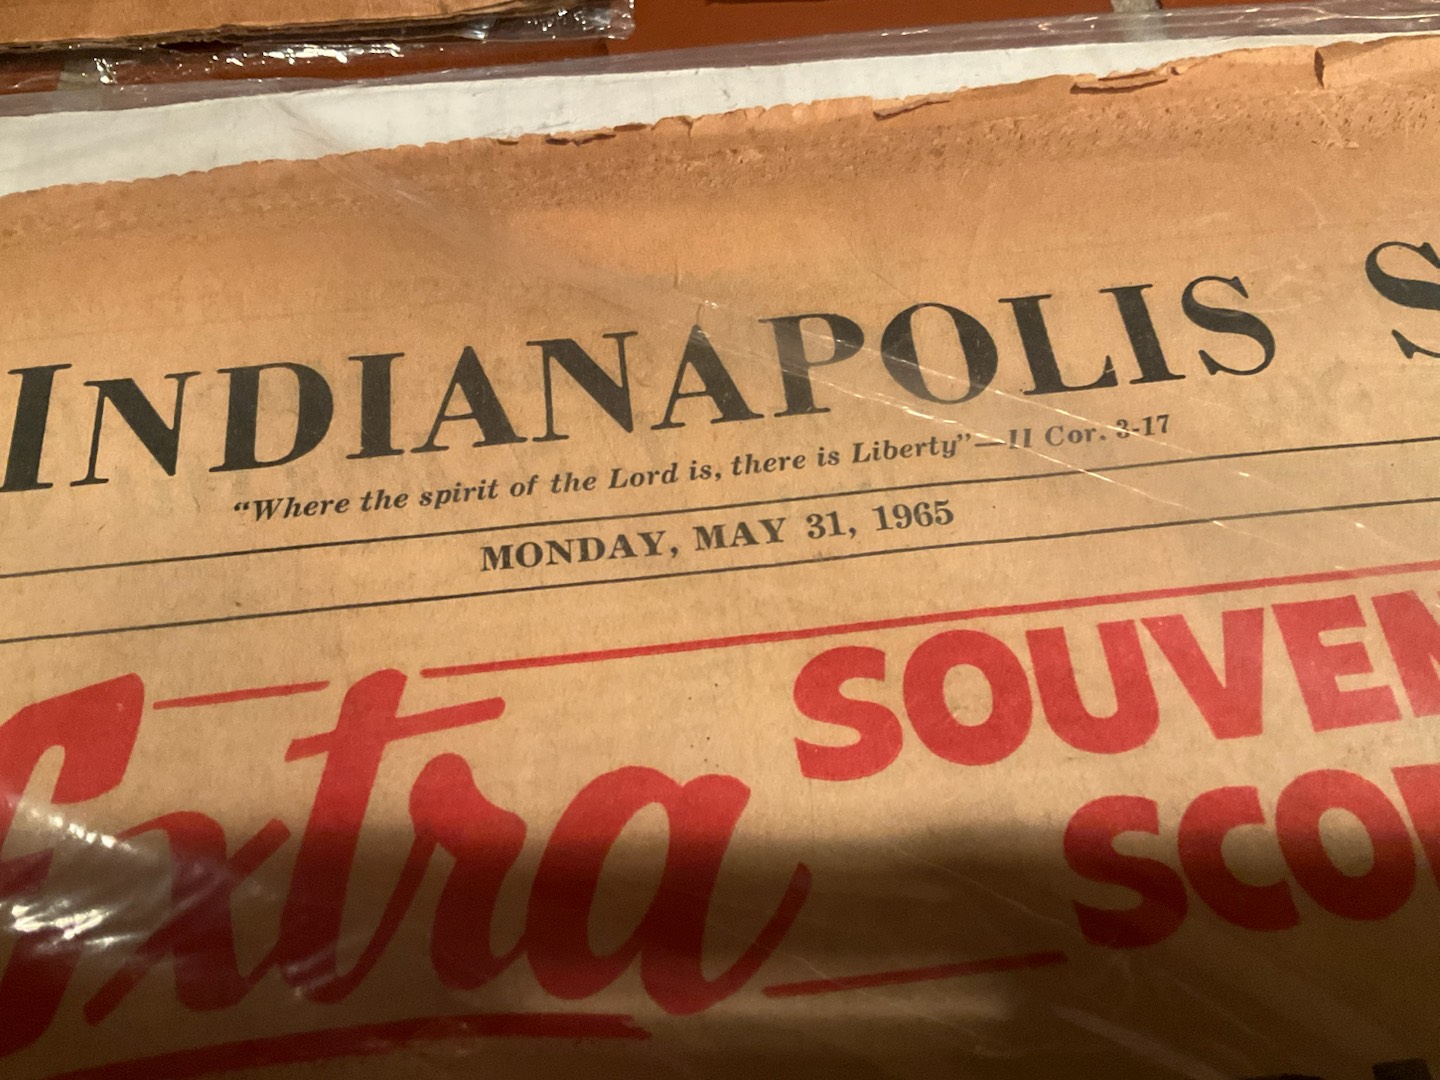 INDIANAPOLIS S
“Where the spirit of the Lord is, there is Liberty”—II Cor. 3-17
MONDAY, MAY 31, 1965
Extra SOUVEN
SCO